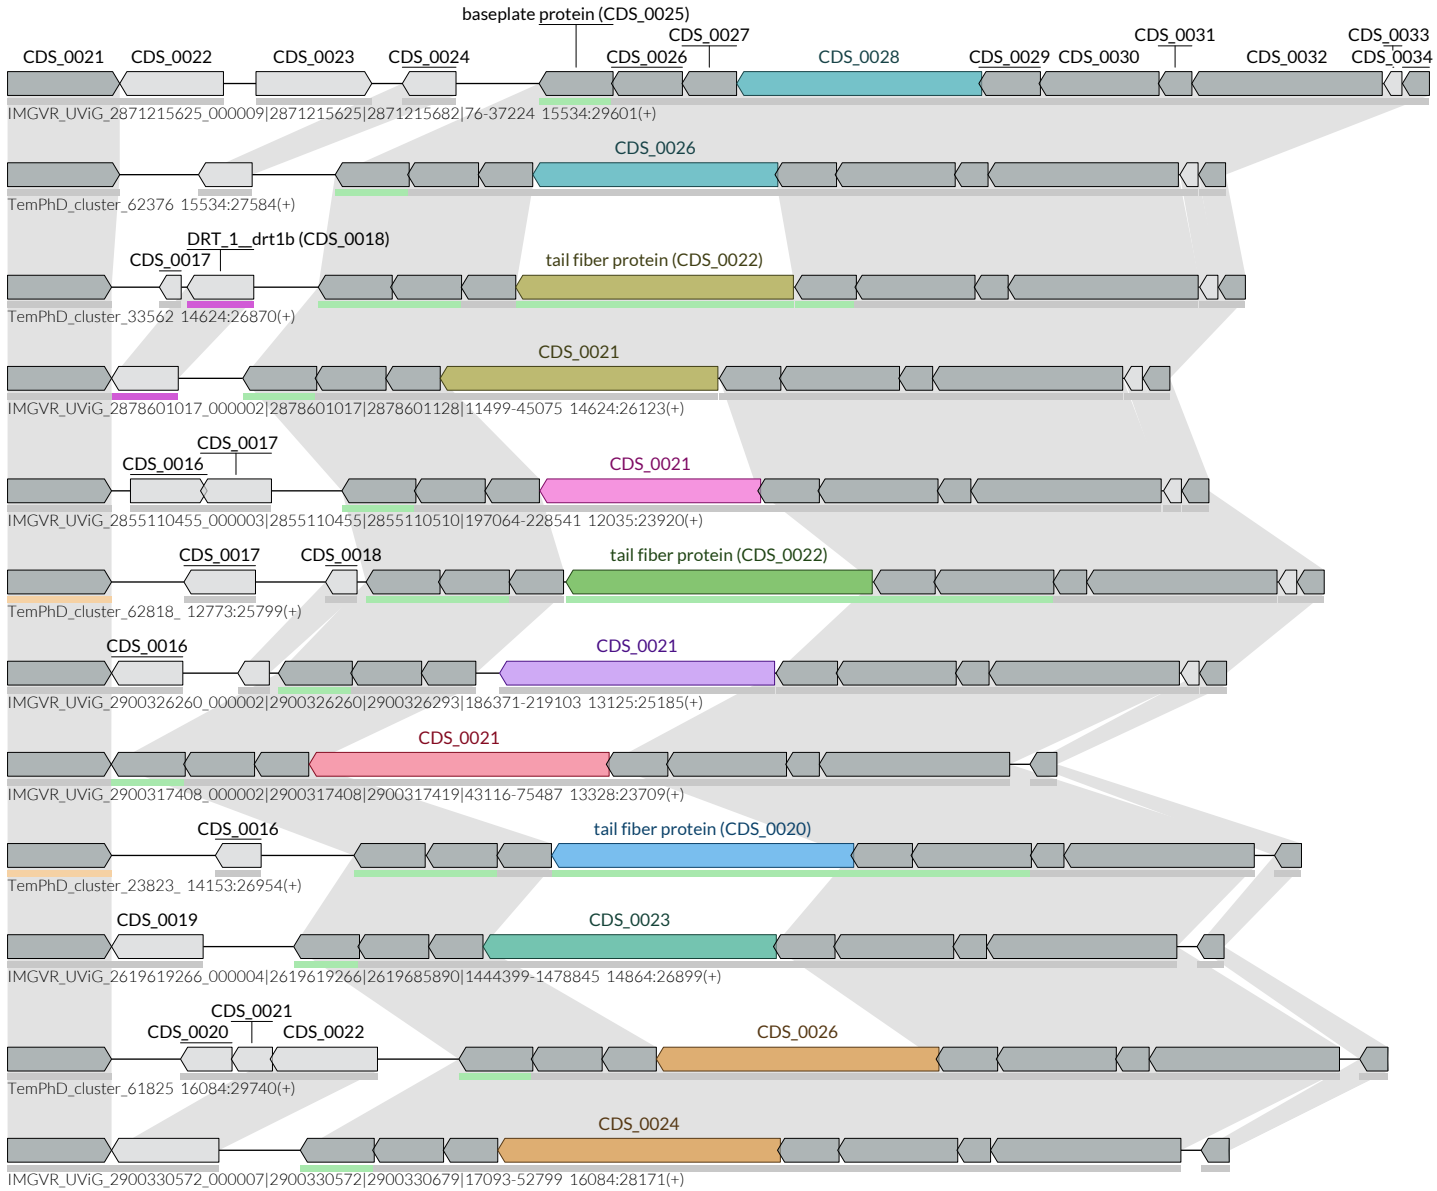 baseplate protein (CDS_0025)
CDS_0027
CDS_0031
CDS_0033
CDS_0021 CDS_0022 CDS_0023 CDS_0024 CDS_0026 CDS_0028 CDS_0029 CDS_0030 CDS_0032 CDS_0034
IMGVR_UViG_2871215625_000009|2871215625|2871215682|76-37224 15534:29601(+)
CDS_0026
TemPhD_cluster_62376 15534:27584(+)
DRT_1__drt1b (CDS_0018)
CDS_0017 tail fiber protein (CDS_0022)
TemPhD_cluster_33562 14624:26870(+)
CDS_0021
IMGVR_UViG_2878601017_000002|2878601017|2878601128|11499-45075 14624:26123(+)
CDS_0017
CDS_0016 CDS_0021
IMGVR_UViG_2855110455_000003|2855110455|2855110510|197064-228541 12035:23920(+)
CDS_0017 CDS_0018 tail fiber protein (CDS_0022)
TemPhD_cluster_62818_ 12773:25799(+)
CDS_0016 CDS_0021
IMGVR_UViG_2900326260_000002|2900326260|2900326293|186371-219103 13125:25185(+)
CDS_0021
IMGVR_UViG_2900317408_000002|2900317408|2900317419|43116-75487 13328:23709(+)
CDS_0016 tail fiber protein (CDS_0020)
TemPhD_cluster_23823_ 14153:26954(+)
CDS_0019 CDS_0023
IMGVR_UViG_2619619266_000004|2619619266|2619685890|1444399-1478845 14864:26899(+)
CDS_0021
CDS_0020 CDS_0022 CDS_0026
TemPhD_cluster_61825 16084:29740(+)
CDS_0024
IMGVR_UViG_2900330572_000007|2900330572|2900330679|17093-52799 16084:28171(+)